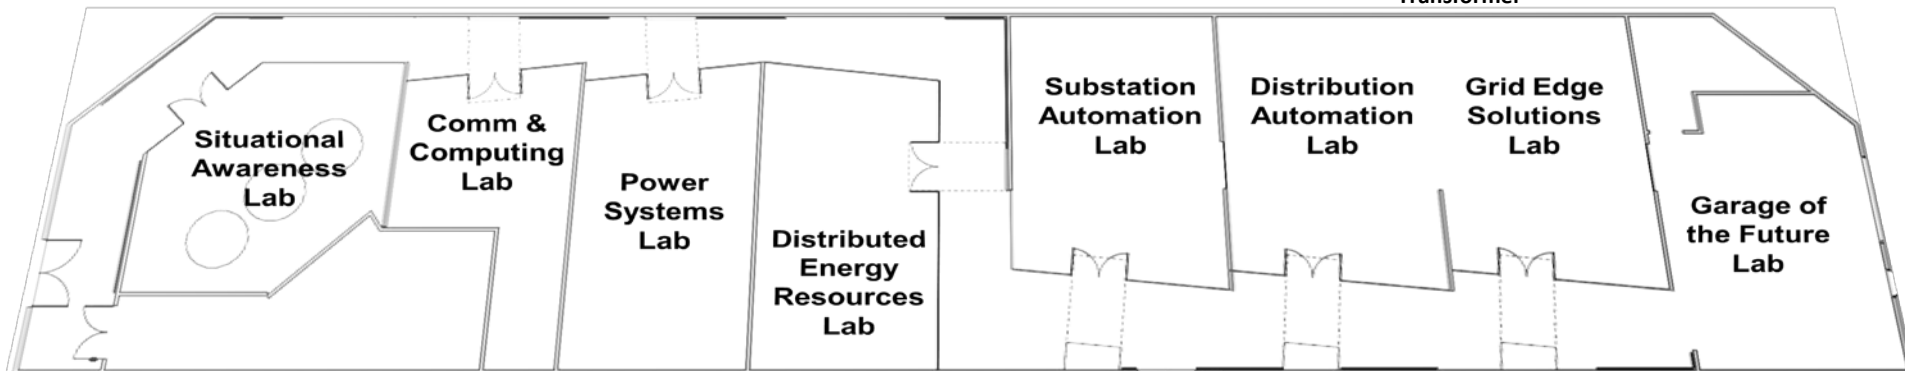 Transformer
Situational
Awareness
Lab
Comm &
Computing
Lab
Power
Systems
Lab
Distributed
Energy
Resources
Lab
Substation
Automation
Lab
Distribution
Automation
Lab
Grid Edge
Solutions
Lab
Garage of
the Future
Lab